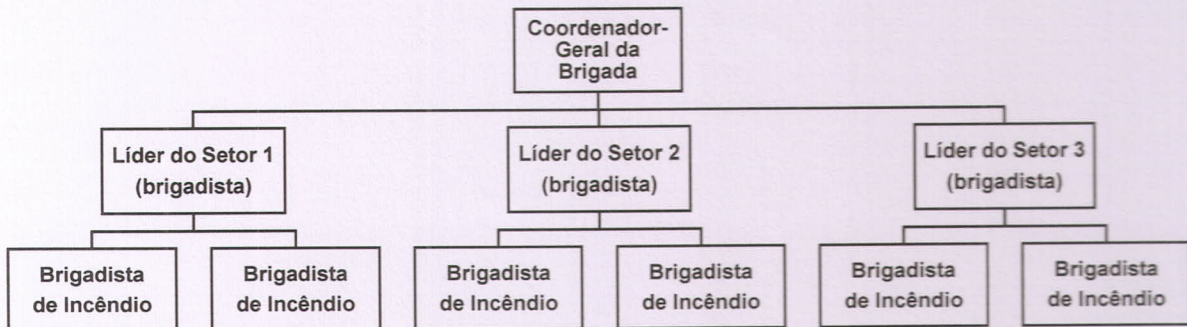 Coordenador-
Geral da
Brigada
Líder do Setor 1
(brigadista)
Líder do Setor 2
(brigadista)
Líder do Setor 3
(brigadista)
Brigadista
de Incêndio
Brigadista
de Incêndio
Brigadista
de Incêndio
Brigadista
de Incêndio
Brigadista
de Incêndio
Brigadista
de Incêndio